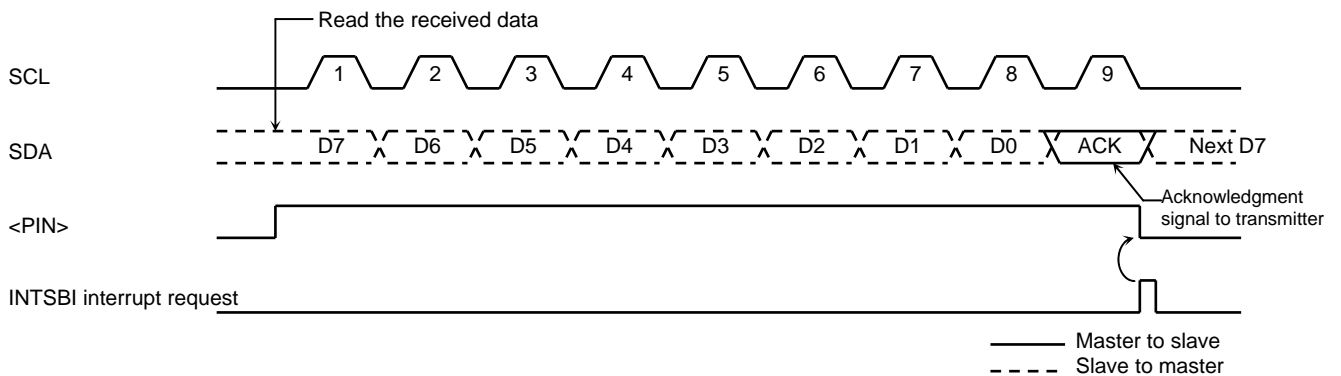 Read the received data
SCL
1 2 3 4 5 6 7 8 9
SDA
D7 D6 D5 D4 D3 D2 D1 D0 ACK Next D7
Acknowledgment
signal to transmitter
<PIN>
INTSBI interrupt request
Master to slave
Slave to master